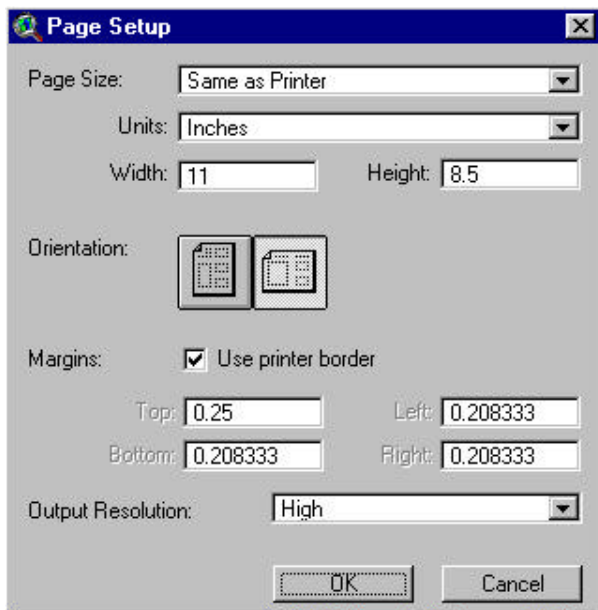 Page Setup
Page Size: Same as Printer
Units: Inches
Width: 11 Height: 8.5
Orientation:
Margins: Use printer border
Top: 0.25 Left: 0.208333
Bottom: 0.208333 Right: 0.208333
Output Resolution: High
OK Cancel